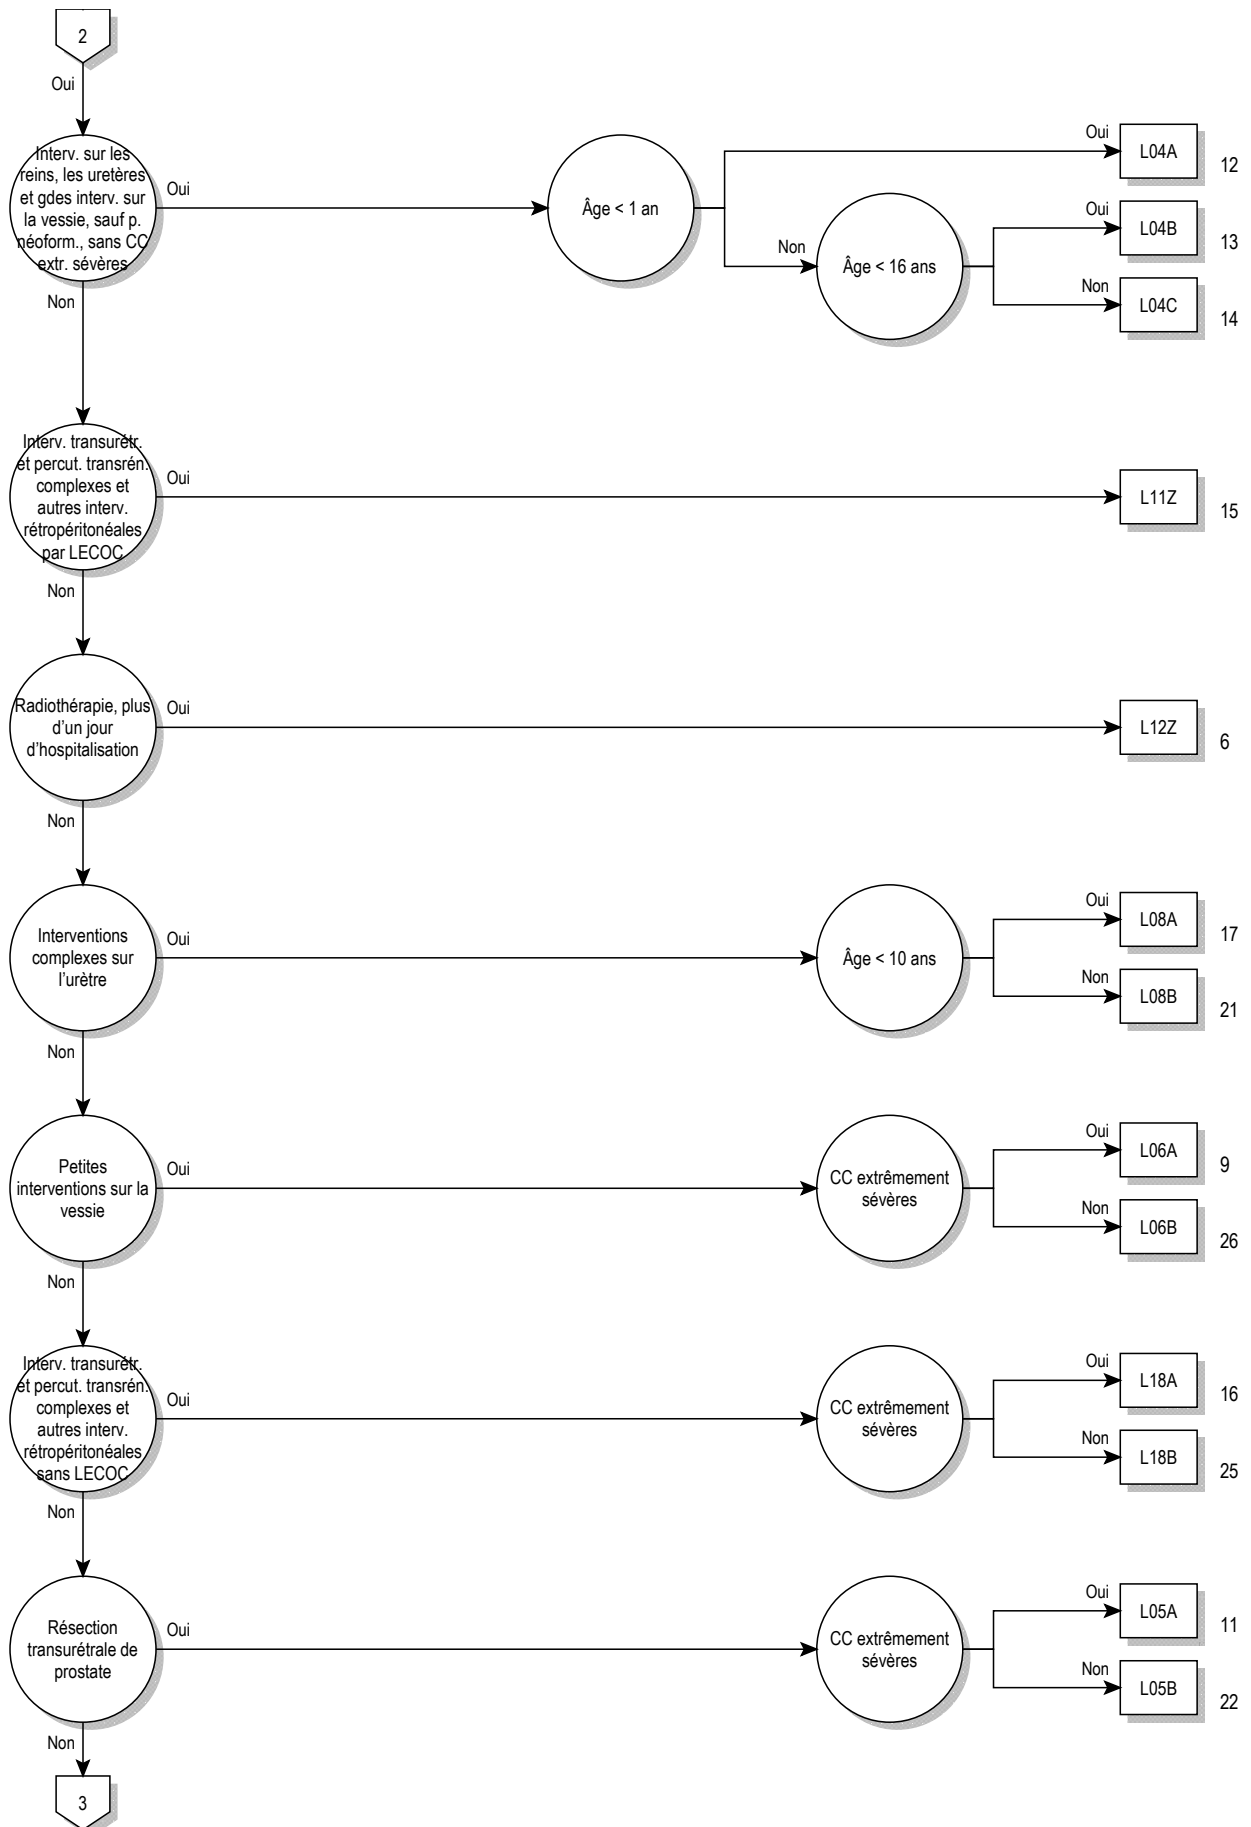 2
Oui
Interv. sur les
reins, les uretères
et gdes interv. sur
la vessie, sauf p.
néoform., sans CC
extr. sévères
Oui
Âge < 1 an
Oui
L04A
12
Non
Âge < 16 ans
Oui
L04B
13
Non
L04C
14
Non
Interv. transurétr.
et percut. transrén.
complexes et
autres interv.
rétropéritonéales
par LECOC
Oui
L11Z
15
Non
Radiothérapie, plus
d'un jour
d'hospitalisation
Oui
L12Z
6
Non
Interventions
complexes sur
l'urètre
Oui
Âge < 10 ans
Oui
L08A
17
Non
L08B
21
Non
Petites
interventions sur la
vessie
Oui
CC extrêmement
sévères
Oui
L06A
9
Non
L06B
26
Non
Interv. transurétr.
et percut. transrén.
complexes et
autres interv.
rétropéritonéales
sans LECOC
Oui
CC extrêmement
sévères
Oui
L18A
16
Non
L18B
25
Non
Résection
transurétrale de
prostate
Oui
CC extrêmement
sévères
Oui
L05A
11
Non
L05B
22
Non
3